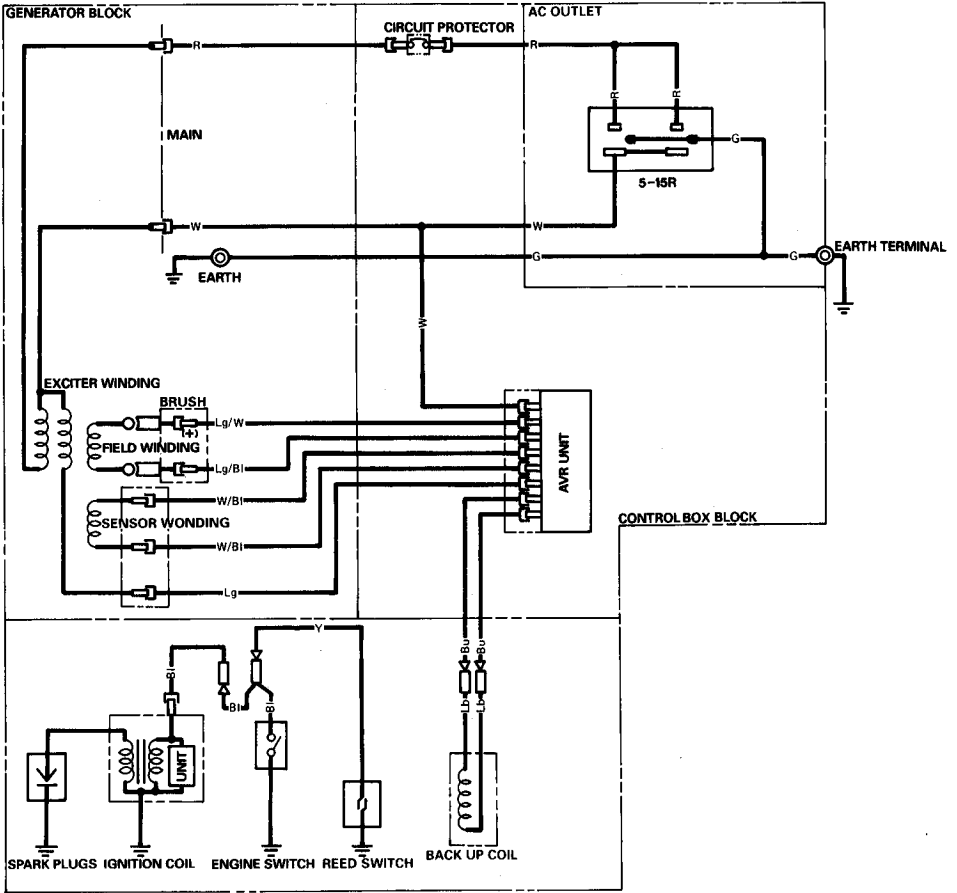 GENERATOR BLOCK
AC OUTLET
CIRCUIT PROTECTOR
R
R
R
R
MAIN
G
5-15R
W
W
G
G
EARTH
EARTH TERMINAL
W
EXCITER WINDING
BRUSH
Lg/W
(+)
FIELD WINDING
Lg/Bl
AVR UNIT
W/Bl
SENSOR WONDING
W/Bl
CONTROL BOX BLOCK
Lg
Y
Bl
Bu
Bu
Bl
Bl
Lb
Lb
UNIT
SPARK PLUGS
IGNITION COIL
ENGINE SWITCH
REED SWITCH
BACK UP COIL